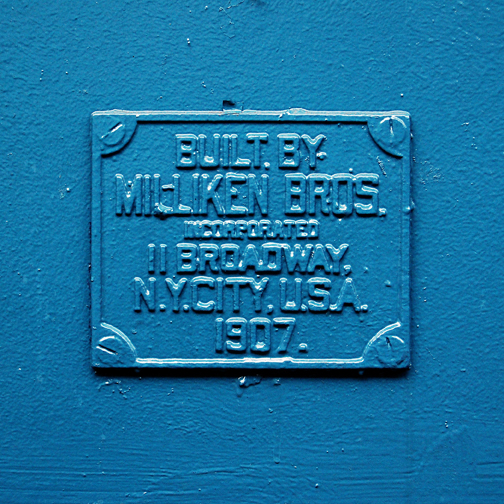 BUILT. BY.
MILLIKEN BROS.
INCORPORATED
11 BROADWAY.
N.Y.CITY. U.S.A.
1907.